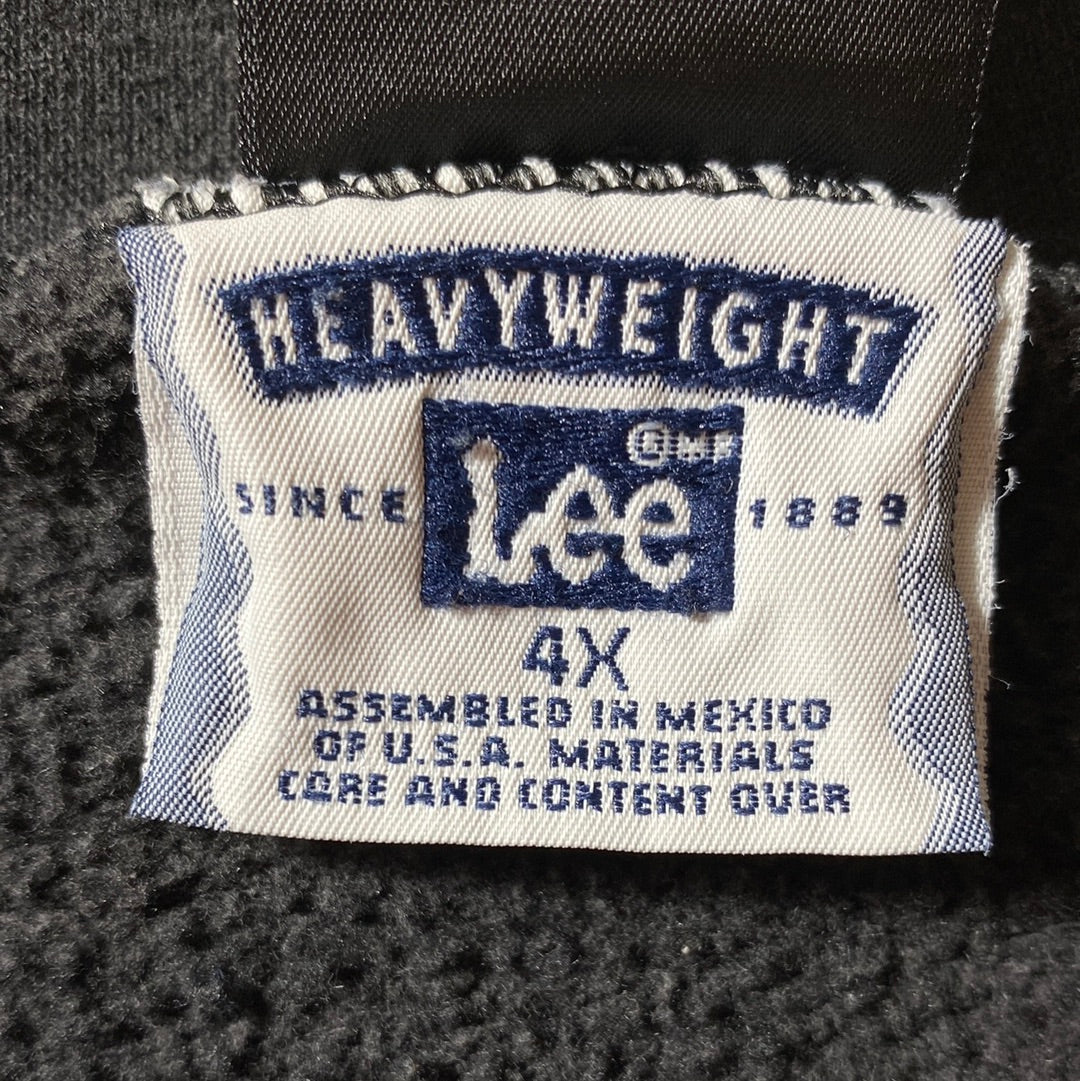 HEAVYWEIGHT
Lee
SINCE 1889
4X
ASSEMBLED IN MEXICO
OF U.S.A. MATERIALS
CARE AND CONTENT OVER